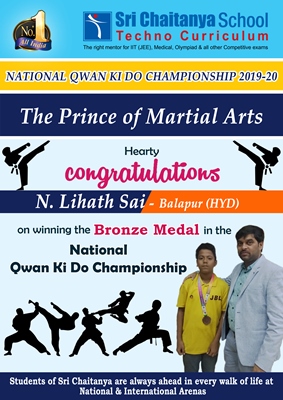 No.
1
All India
Sri Chaitanya School
Techno Curriculum
The right mentor for IIT (JEE), Medical, Olympiad & all other Competitive exams
NATIONAL QWAN KI DO CHAMPIONSHIP 2019-20
The Prince of Martial Arts
Hearty
congratulations
N. Lihath Sai - Balapur (HYD)
on winning the Bronze Medal in the
National
Qwan Ki Do Championship
JBL
Students of Sri Chaitanya are always ahead in every walk of life at
National & International Arenas